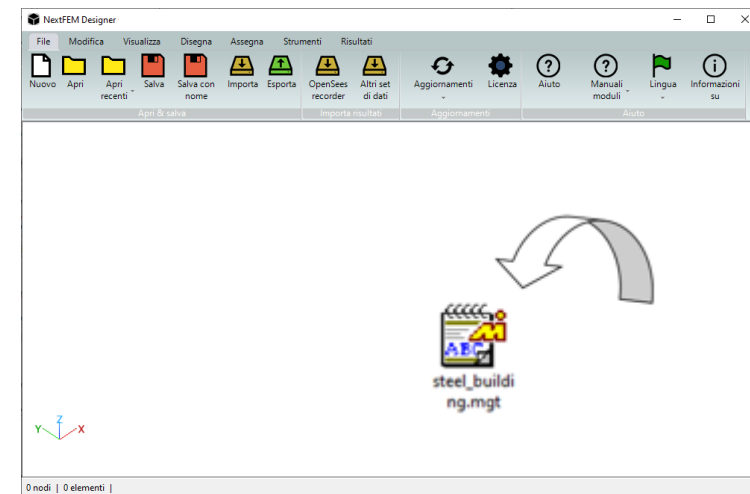 NextFEM Designer
File Modifica Visualizza Disegna Assegna Strumenti Risultati
Nuovo Apri Apri recenti Salva Salva con nome Importa Esporta OpenSees recorder Altri set di dati Aggiornamenti Licenza Aiuto Manuali moduli Lingua Informazioni su
Apri & salva Importa risultati Aggiornamenti Aiuto
ABC
steel_buildi
ng.mgt
Z
Y X
0 nodi | 0 elementi |